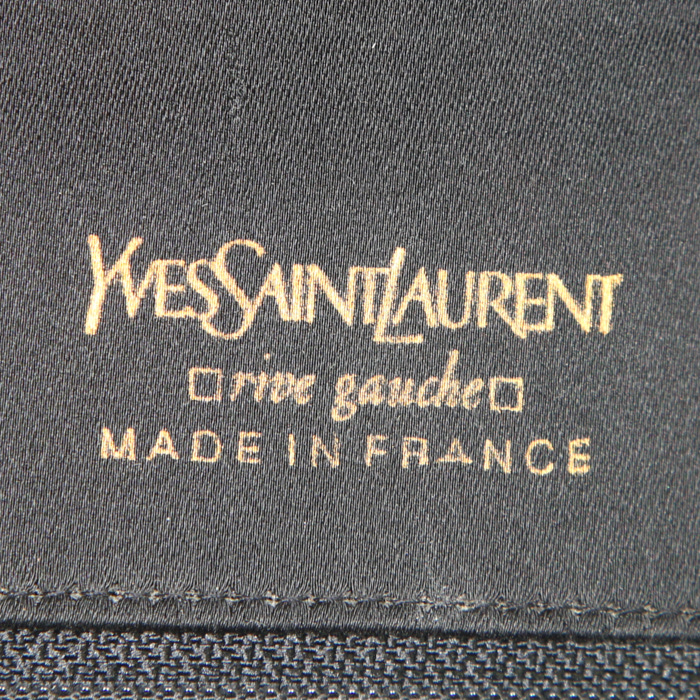 YVESSAINTLAURENT
rive gauche
MADE IN FRANCE